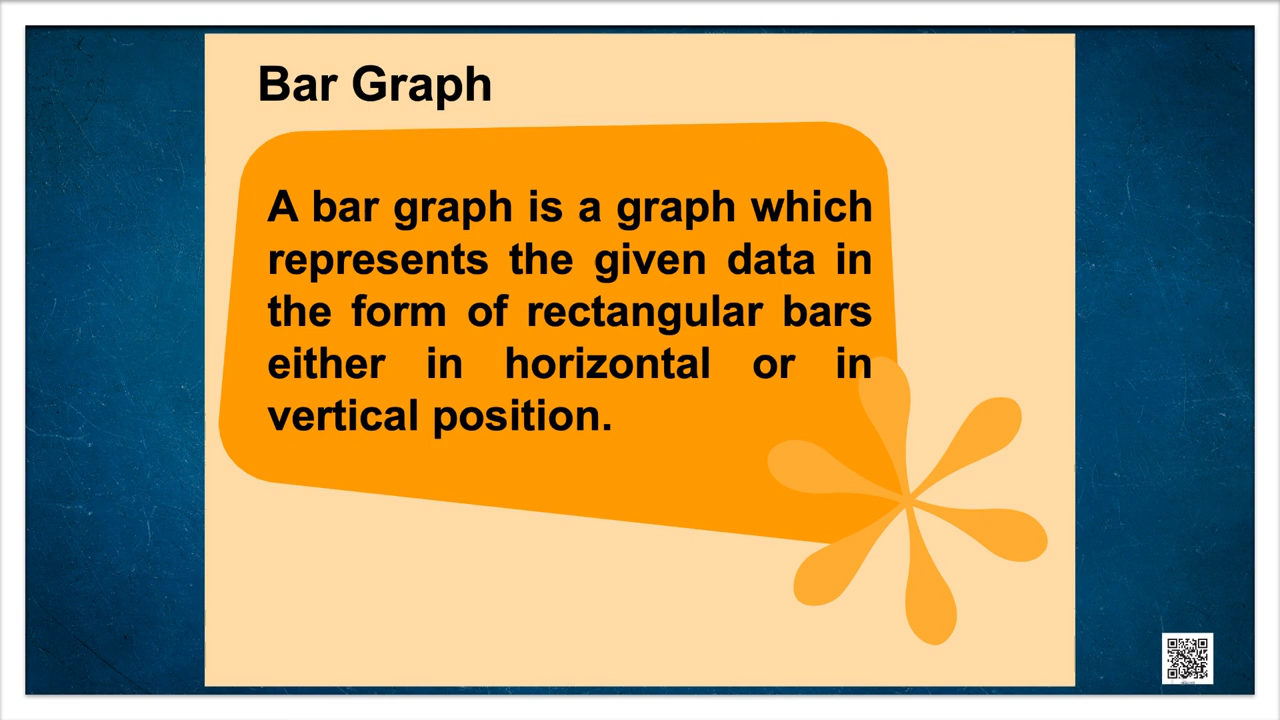 Bar Graph
A bar graph is a graph which
represents the given data in
the form of rectangular bars
either in horizontal or in
vertical position.